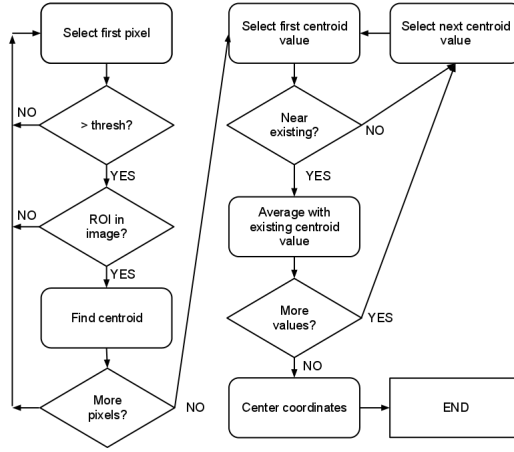 Select first pixel
> thresh?
NO
YES
ROI in
image?
NO
YES
Find centroid
More
pixels?
NO
Select first centroid
value
Select next centroid
value
Near
existing?
NO
YES
Average with
existing centroid
value
More
values?
YES
NO
Center coordinates
END